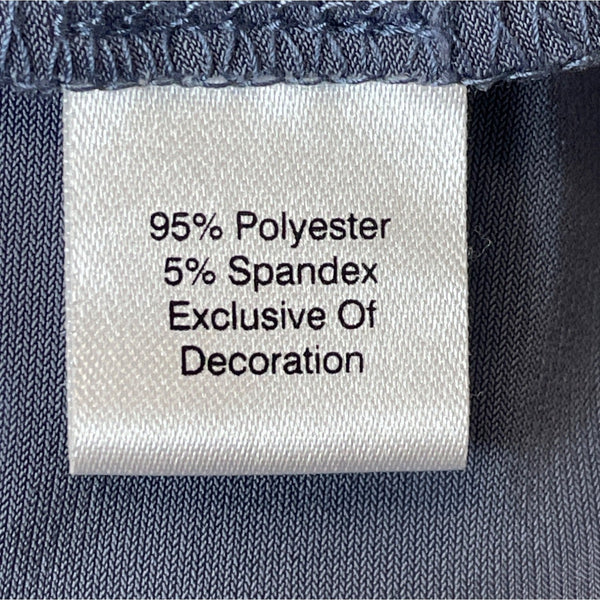 95% Polyester
5% Spandex
Exclusive Of
Decoration